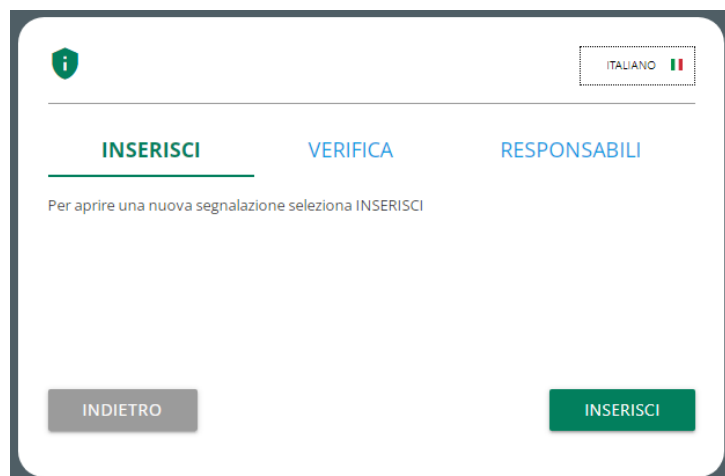 i
ITALIANO
INSERISCI
VERIFICA
RESPONSABILI
Per aprire una nuova segnalazione seleziona INSERISCI
INDIETRO
INSERISCI